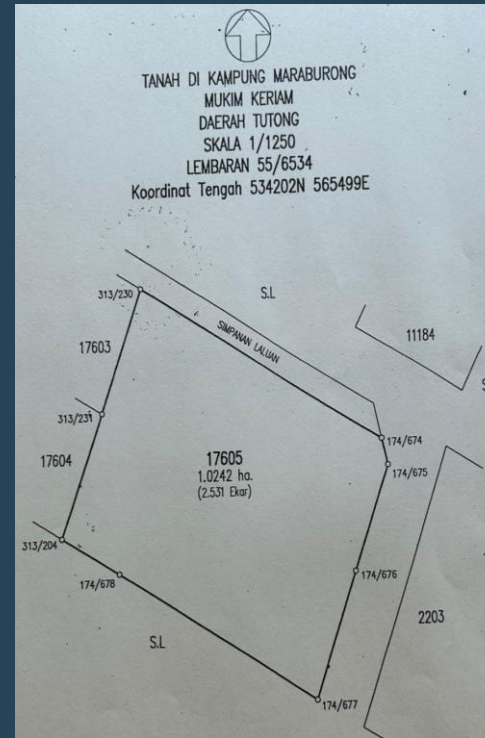 TANAH DI KAMPUNG MARABURONG
MUKIM KERIAM
DAERAH TUTONG
SKALA 1/1250
LEMBARAN 55/6534
Koordinat Tengah 534202N 565499E
S.L
313/230
SIMPANAN LALUAN
11184
17603
313/231
174/674
17604
17605
1.0242 ha.
(2.531 Ekar)
174/675
313/204
174/676
174/678
2203
S.L
174/677